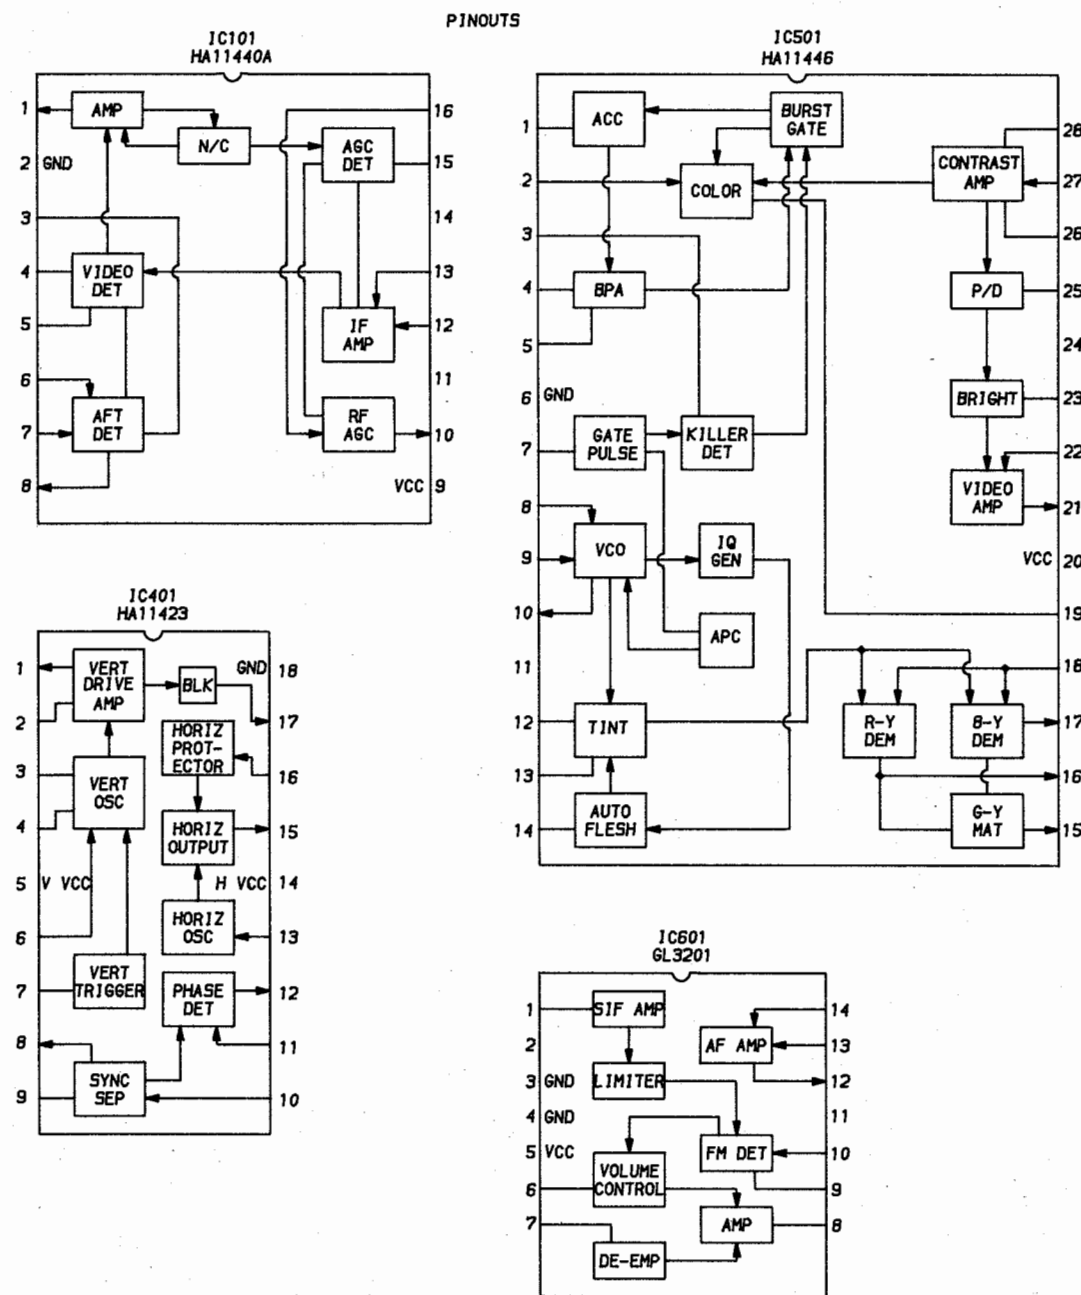 PINOUTS
IC101
HA11440A
1
AMP
16
N/C
2
GND
AGC
DET
15
3
14
4
VIDEO
DET
13
5
IF
AMP
12
6
11
7
AFT
DET
RF
AGC
10
8
VCC
9
IC501
HA11446
ACC
BURST
GATE
1
28
2
COLOR
CONTRAST
AMP
27
3
26
4
BPA
P/D
25
5
24
6
GND
BRIGHT
23
7
GATE
PULSE
KILLER
DET
22
8
VIDEO
AMP
21
9
VCO
IQ
GEN
VCC
20
10
APC
19
11
18
12
TINT
R-Y
DEM
B-Y
DEM
17
13
16
14
AUTO
FLESH
G-Y
MAT
15
IC401
HA11423
1
VERT
DRIVE
AMP
BLK
GND
18
2
17
HORIZ
PROT-
ECTOR
3
VERT
OSC
16
4
HORIZ
OUTPUT
15
5
V VCC
H VCC
14
6
HORIZ
OSC
13
7
VERT
TRIGGER
PHASE
DET
12
8
11
9
SYNC
SEP
10
IC601
GL3201
1
SIF AMP
14
2
AF AMP
13
3
GND
LIMITER
12
4
GND
11
5
VCC
FM DET
10
6
VOLUME
CONTROL
9
7
AMP
8
DE-EMP